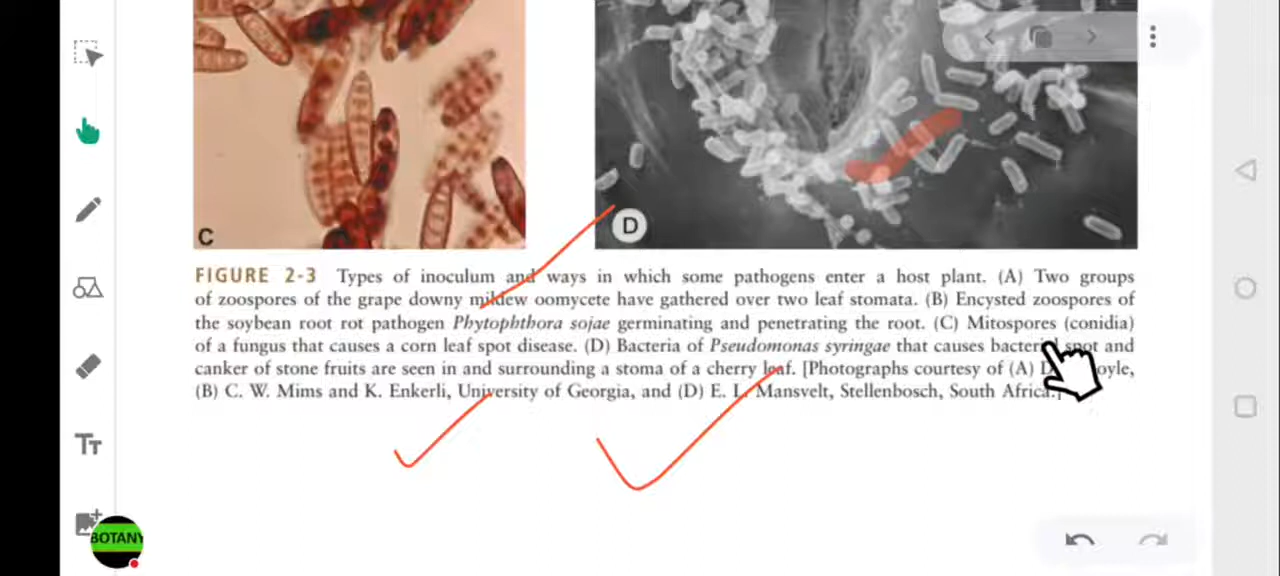 C
D
FIGURE 2-3 Types of inoculum and ways in which some pathogens enter a host plant. (A) Two groups
of zoospores of the grape downy mildew oomycete have gathered over two leaf stomata. (B) Encysted zoospores of
the soybean root rot pathogen Phytophthora sojae germinating and penetrating the root. (C) Mitospores (conidia)
of a fungus that causes a corn leaf spot disease. (D) Bacteria of Pseudomonas syringae that causes bacterial spot and
canker of stone fruits are seen in and surrounding a stoma of a cherry leaf. [Photographs courtesy of (A)
(B) C. W. Mims and K. Enkerli, University of Georgia, and (D) E. L. Mansvelt, Stellenbosch, South Africa.]
TT
BOTANY